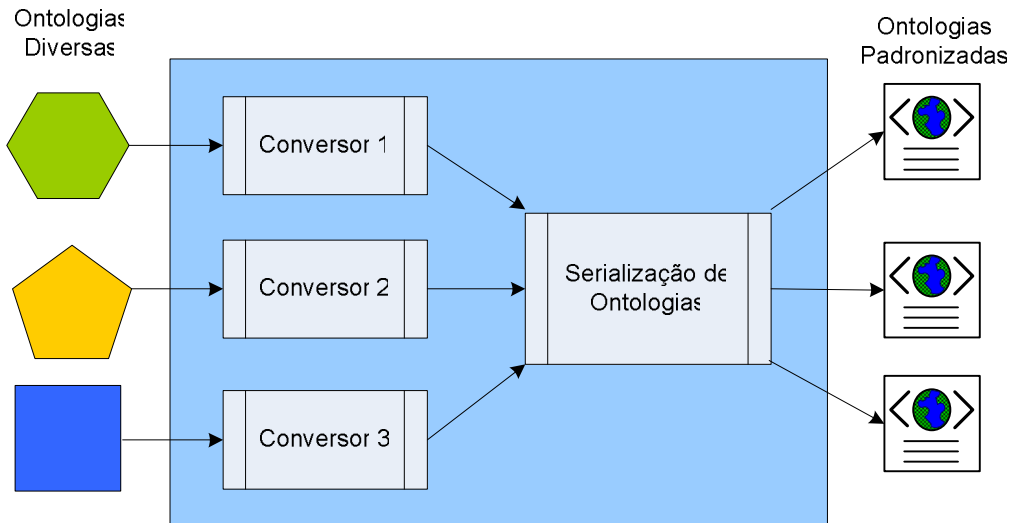 Ontologias
Diversas
Ontologias
Padronizadas
Conversor 1
Conversor 2
Serialização de
Ontologias
Conversor 3